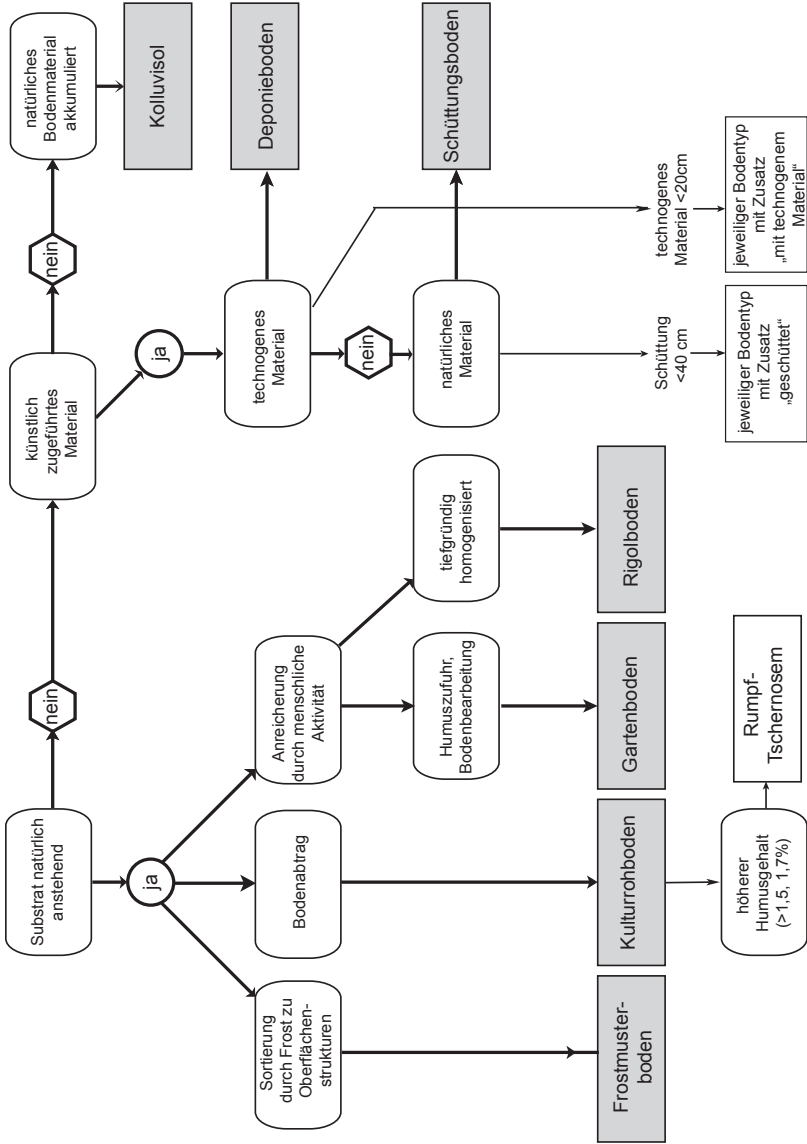 Substrat natürlich
anstehend
nein
künstlich
zugeführtes
Material
nein
natürliches
Bodenmaterial
akkumuliert
ja
ja
Kolluvisol
Sortierung
durch Frost zu
Oberflächen-
strukturen
Bodenabtrag
Anreicherung
durch menschliche
Aktivität
technogenes
Material
Deponieboden
nein
Humuszufuhr,
Bodenbearbeitung
tiefgründig
homogenisiert
natürliches
Material
Schüttungsboden
Frostmuster-
boden
Kulturrohboden
Gartenboden
Rigolboden
Schüttung
<40 cm
technogenes
Material <20cm
höherer
Humusgehalt
(>1,5, 1,7%)
Rumpf-
Tschernosem
jeweiliger Bodentyp
mit Zusatz
„geschüttet“
jeweiliger Bodentyp
mit Zusatz
„mit technogenem
Material“